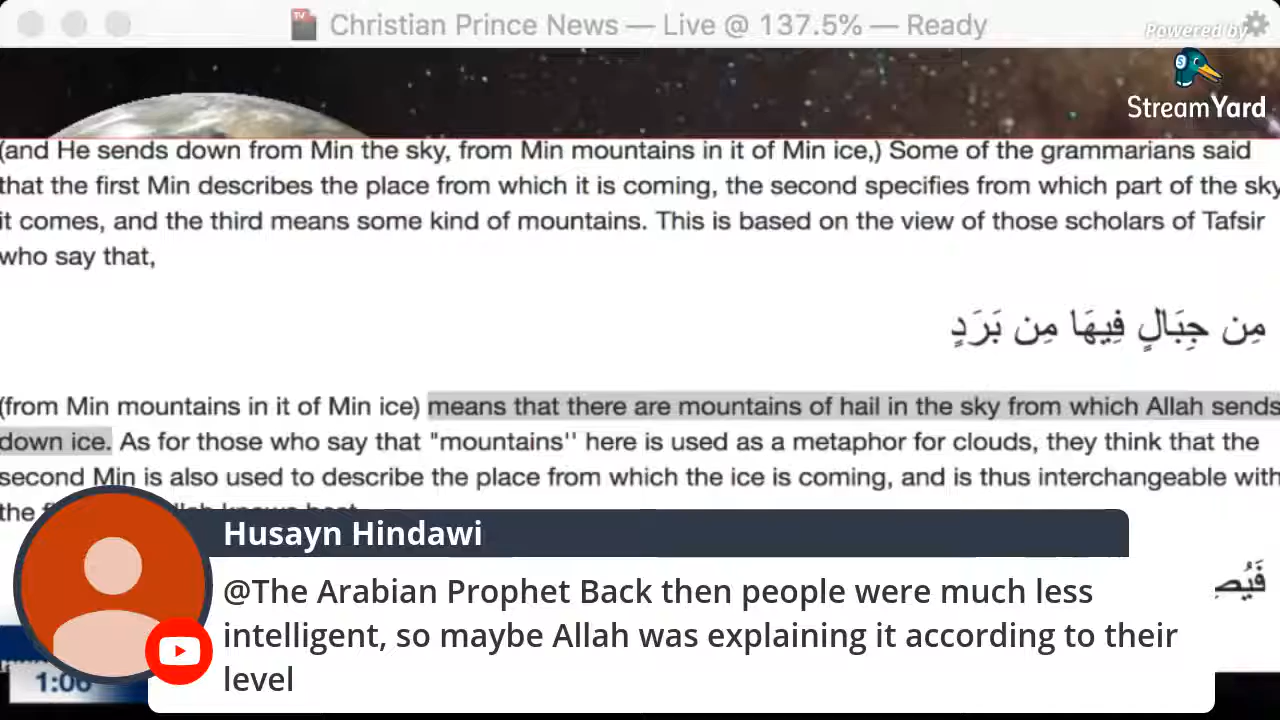 Christian Prince News — Live @ 137.5% — Ready
Powered by
StreamYard
(and He sends down from Min the sky, from Min mountains in it of Min ice,) Some of the grammarians said
that the first Min describes the place from which it is coming, the second specifies from which part of the sky
it comes, and the third means some kind of mountains. This is based on the view of those scholars of Tafsir
who say that,
مِن جِبَالٍ فِيهَا مِن بَرَدٍ
(from Min mountains in it of Min ice) means that there are mountains of hail in the sky from which Allah sends
down ice. As for those who say that "mountains'' here is used as a metaphor for clouds, they think that the
second Min is also used to describe the place from which the ice is coming, and is thus interchangeable with
the
Husayn Hindawi
@The Arabian Prophet Back then people were much less
intelligent, so maybe Allah was explaining it according to their
level
1:06